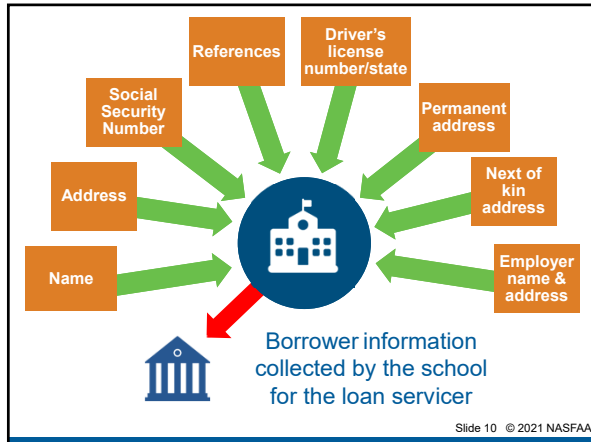 References
Driver's
license
number/state
Social
Security
Number
Permanent
address
Address
Next of
kin
address
Name
Employer
name &
address
Borrower information
collected by the school
for the loan servicer
Slide 10 © 2021 NASFAA